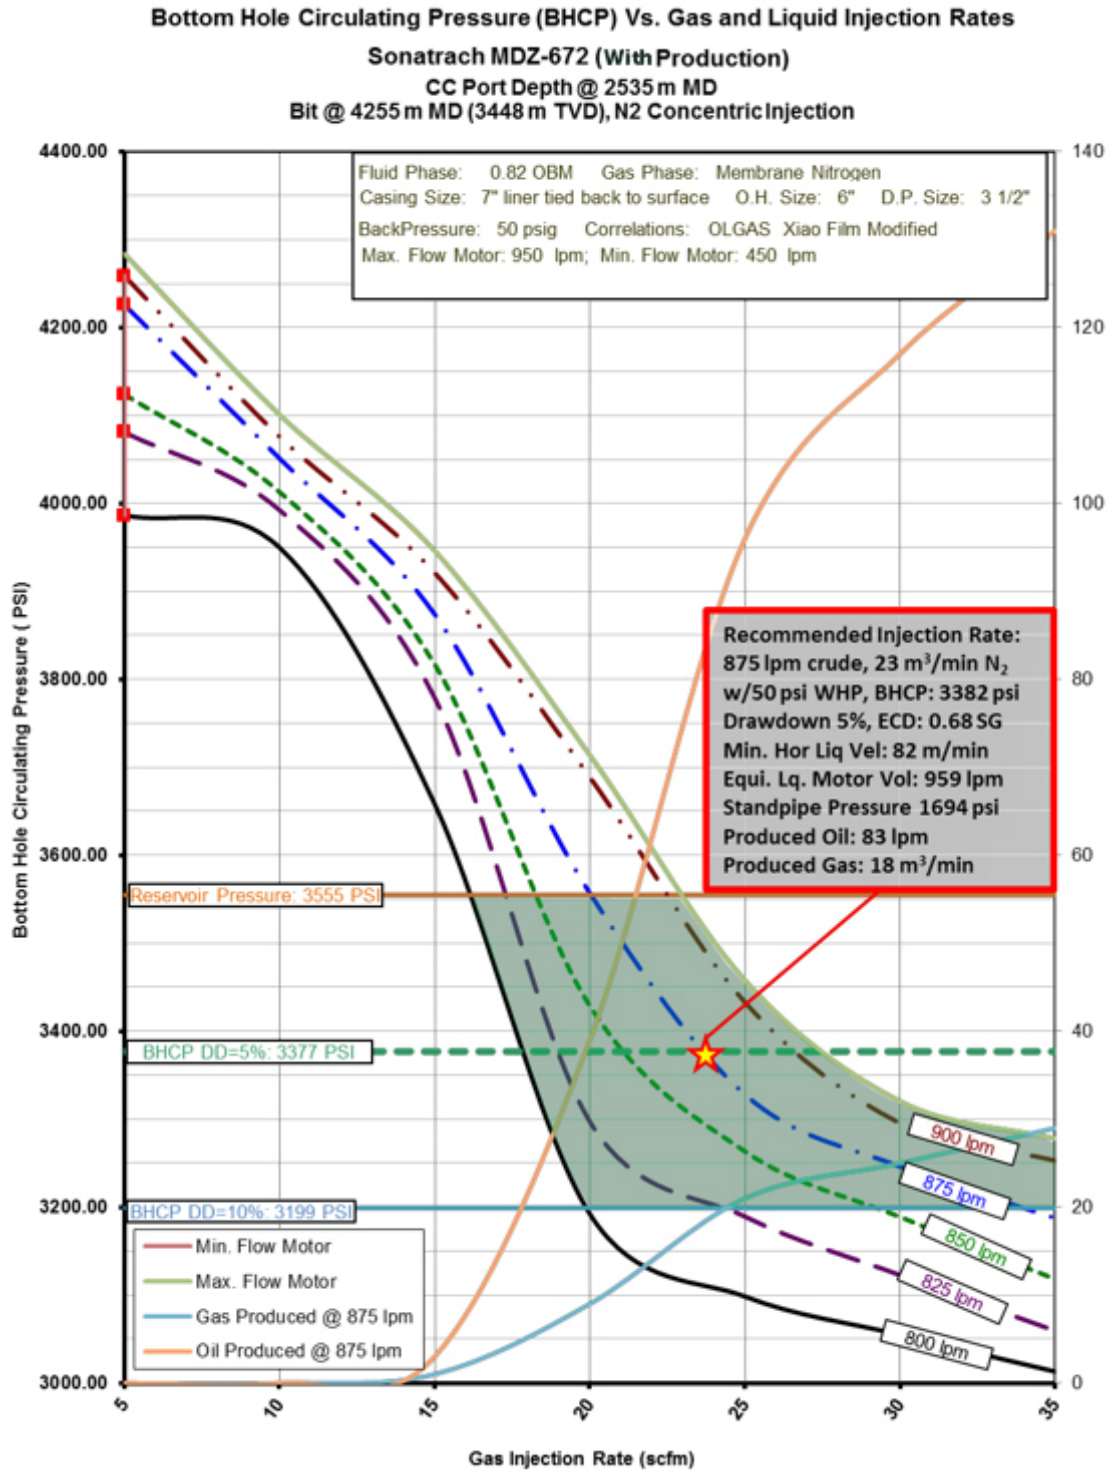 Bottom Hole Circulating Pressure (BHCP) Vs. Gas and Liquid Injection Rates
Sonatrach MDZ-672 (With Production)
CC Port Depth @ 2535 m MD
Bit @ 4255 m MD (3448 m TVD), N2 Concentric Injection
Fluid Phase: 0.82 OBM Gas Phase: Membrane Nitrogen
Casing Size: 7" liner tied back to surface O.H. Size: 6" D.P. Size: 3 1/2"
BackPressure: 50 psig Correlations: OLGAS Xiao Film Modified
Max. Flow Motor: 950 lpm; Min. Flow Motor: 450 lpm
4400.00
4200.00
4000.00
3800.00
3600.00
3400.00
3200.00
3000.00
Bottom Hole Circulating Pressure ( PSI)
140
120
100
80
60
40
20
0
Recommended Injection Rate:
875 lpm crude, 23 m³/min N₂
w/50 psi WHP, BHCP: 3382 psi
Drawdown 5%, ECD: 0.68 SG
Min. Hor Liq Vel: 82 m/min
Equi. Lq. Motor Vol: 959 lpm
Standpipe Pressure 1694 psi
Produced Oil: 83 lpm
Produced Gas: 18 m³/min
Reservoir Pressure: 3555 PSI
BHCP DD=5%: 3377 PSI
BHCP DD=10%: 3199 PSI
900 lpm
875 lpm
850 lpm
825 lpm
800 lpm
Min. Flow Motor
Max. Flow Motor
Gas Produced @ 875 lpm
Oil Produced @ 875 lpm
5 10 15 20 25 30 35
Gas Injection Rate (scfm)